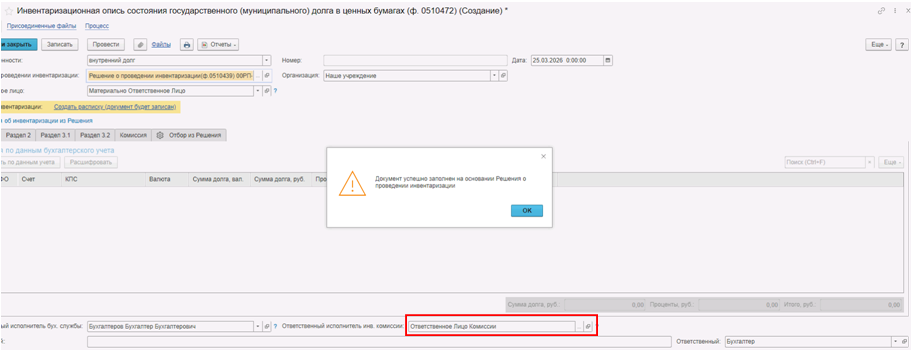 Инвентаризационная опись состояния государственного (муниципального) долга в ценных бумагах (ф. 0510472) (Создание) *
Присоединенные файлы Процесс
и закрыть Записать Провести Файлы Отчеты Еще ?
нности: внутренний долг Номер: Дата: 25.03.2026 0:00:00
роведении инвентаризации: Решение о проведении инвентаризации(ф.0510439) 00РП- ... Организация: Наше учреждение
ое лицо: Материально Ответственное Лицо ?
нвентаризации: Создать расписку (документ будет записан)
об инвентаризации из Решения
Раздел 2 Раздел 3.1 Раздел 3.2 Комиссия Отбор из Решения
по данным бухгалтерского учета
ть по данным учета Расшифровать Поиск (Ctrl+F) Еще
ФО Счет КПС Валюта Сумма долга, вал. Сумма долга, руб. Про
Документ успешно заполнен на основании Решения о
проведении инвентаризации
OK
Сумма долга, руб.: 0,00 Проценты, руб.: 0,00 Итого, руб.: 0,00
ый исполнитель бух. службы: Бухгалтеров Бухгалтер Бухгалтерович ? Ответственный исполнитель инв. комиссии: Ответственное Лицо Комиссии ...
й: Ответственный: Бухгалтер